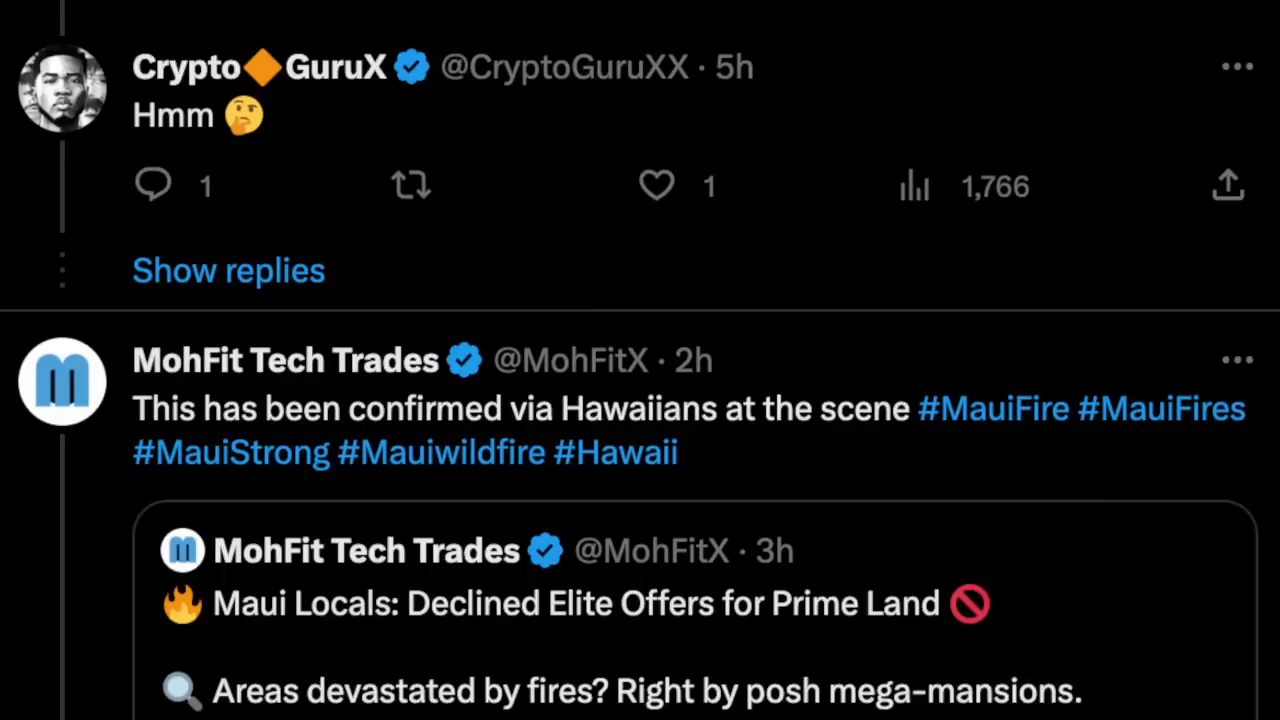 Crypto🔶GuruX @CryptoGuruXX · 5h
Hmm 🤔
1 1 1,766
Show replies
MohFit Tech Trades @MohFitX · 2h
This has been confirmed via Hawaiians at the scene #MauiFire #MauiFires
#MauiStrong #Mauiwildfire #Hawaii
MohFit Tech Trades @MohFitX · 3h
🔥 Maui Locals: Declined Elite Offers for Prime Land 🚫
🔍 Areas devastated by fires? Right by posh mega-mansions.